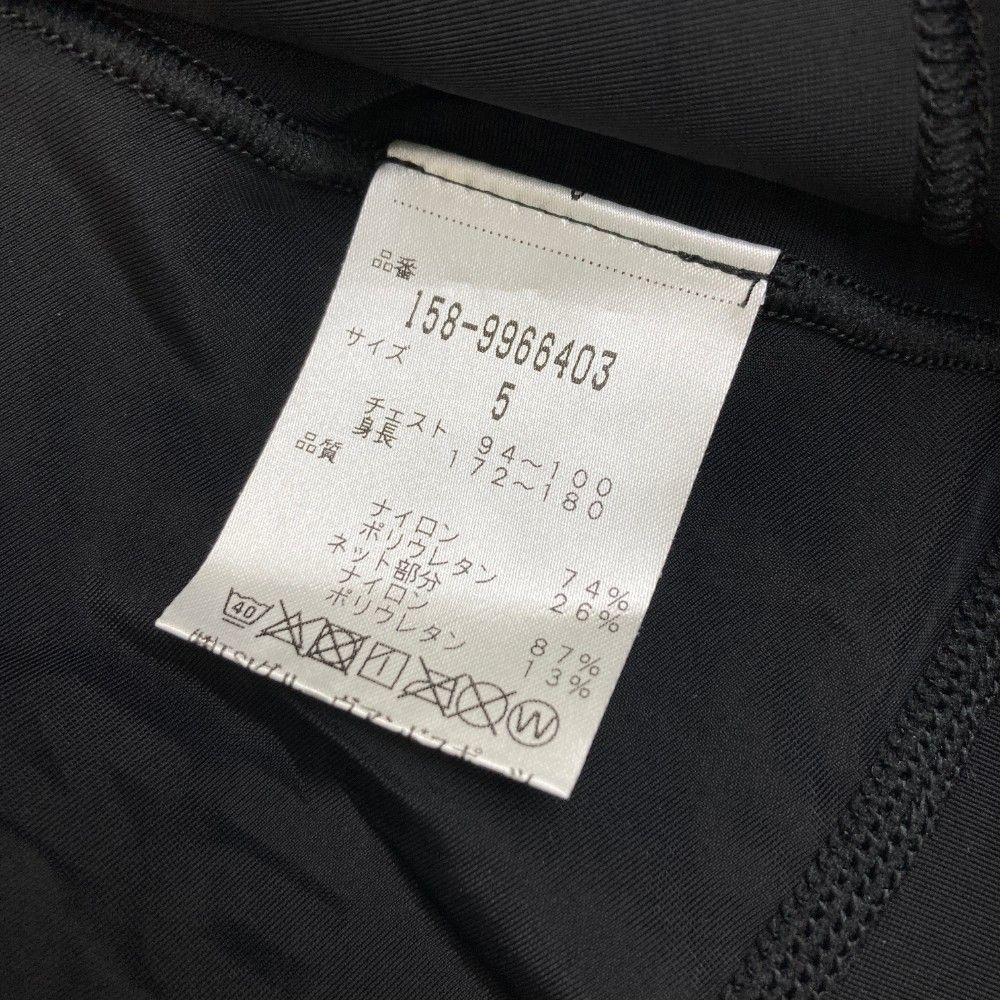 品番
158-9966403
サイズ
5
チェスト 94~100
身長 172~180
品質
ナイロン 74%
ポリウレタン 26%
ネット部分
ナイロン 87%
ポリウレタン 13%
40 W